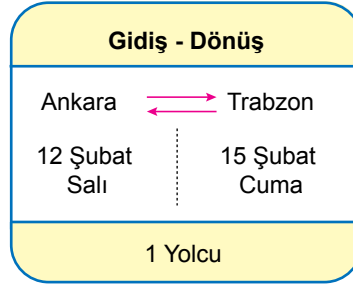 Gidiş - Dönüş
Ankara Trabzon
12 Şubat 15 Şubat
Salı Cuma
1 Yolcu